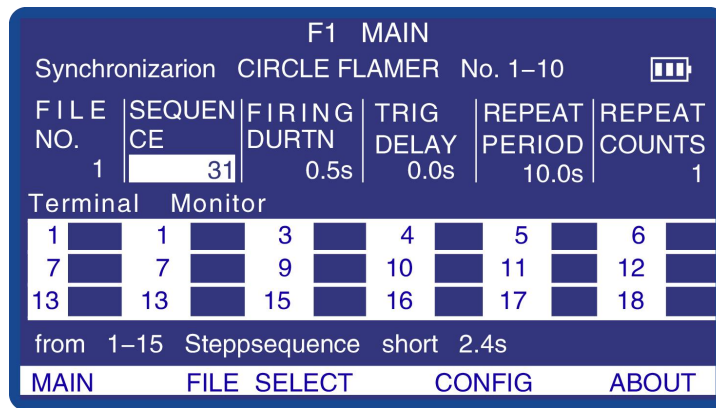 F1 MAIN
Synchronizarion CIRCLE FLAMER No. 1–10
FILE SEQUEN FIRING TRIG REPEAT REPEAT
NO. CE DURTN DELAY PERIOD COUNTS
1 31 0.5s 0.0s 10.0s 1
Terminal Monitor
1 1 3 4 5 6
7 7 9 10 11 12
13 13 15 16 17 18
from 1–15 Steppsequence short 2.4s
MAIN FILE SELECT CONFIG ABOUT